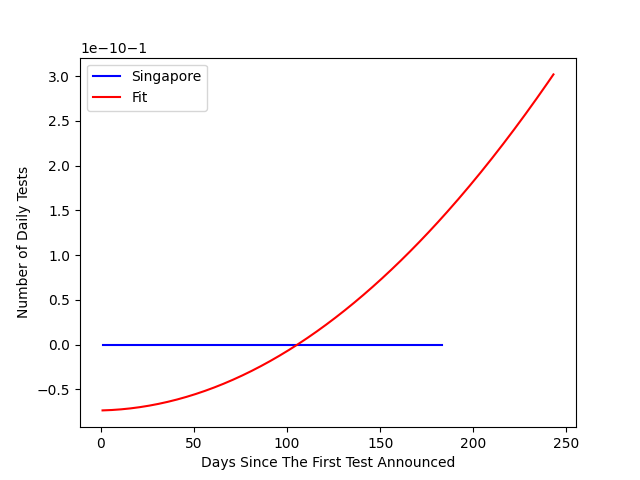 1e−10−1
Singapore
Fit
3.0
2.5
2.0
1.5
1.0
0.5
0.0
−0.5
Number of Daily Tests
0 50 100 150 200 250
Days Since The First Test Announced